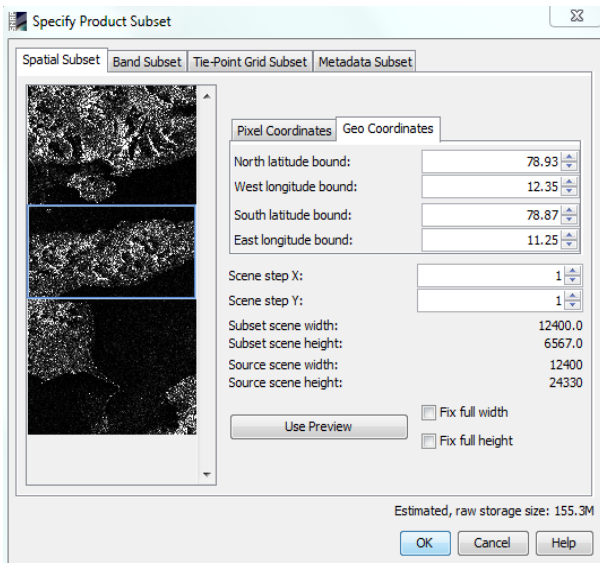 Specify Product Subset
Spatial Subset Band Subset Tie-Point Grid Subset Metadata Subset
Pixel Coordinates Geo Coordinates
North latitude bound: 78.93
West longitude bound: 12.35
South latitude bound: 78.87
East longitude bound: 11.25
Scene step X: 1
Scene step Y: 1
Subset scene width: 12400.0
Subset scene height: 6567.0
Source scene width: 12400
Source scene height: 24330
Use Preview
Fix full width
Fix full height
Estimated, raw storage size: 155.3M
OK Cancel Help